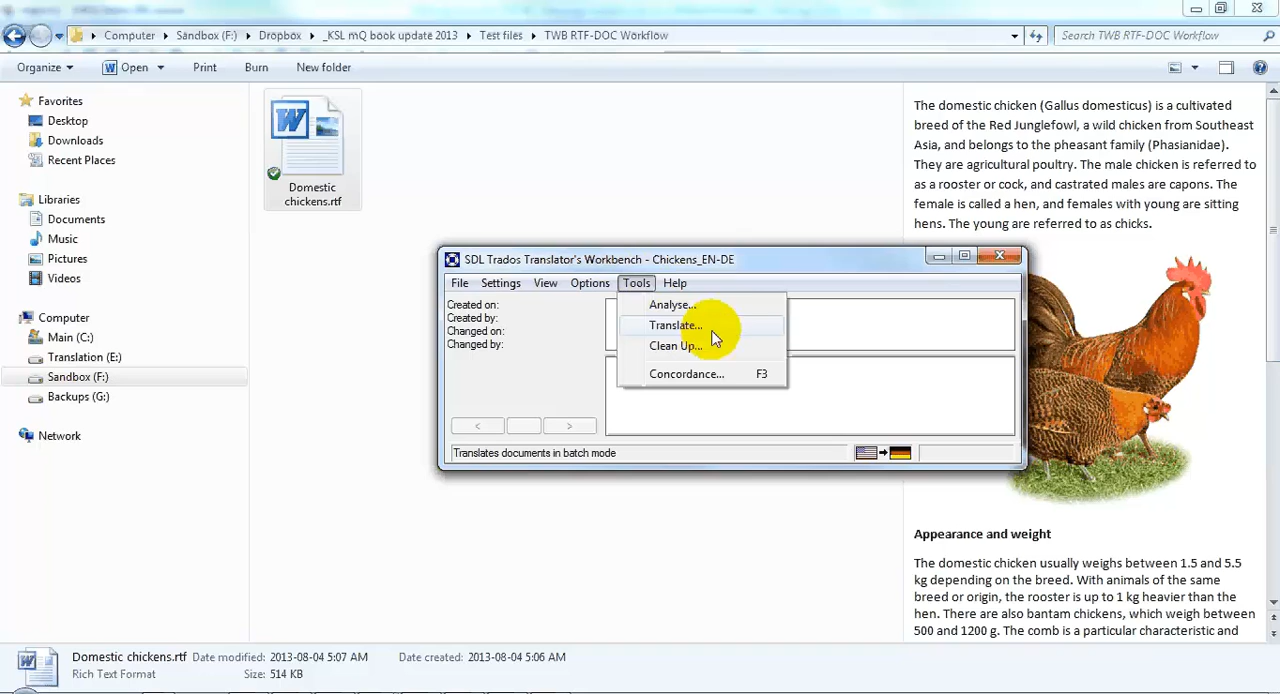 Computer
Sandbox (F:)
Dropbox
_KSL mQ book update 2013
Test files
TWB RTF-DOC Workflow
Search TWB RTF-DOC Workflow
Organize
Open
Print
Burn
New folder
Favorites
Desktop
Downloads
Recent Places
Libraries
Documents
Music
Pictures
Videos
Computer
Main (C:)
Translation (E:)
Sandbox (F:)
Backups (G:)
Network
Domestic
chickens.rtf
SDL Trados Translator's Workbench - Chickens_EN-DE
File Settings View Options Tools Help
Created on:
Created by:
Changed on:
Changed by:
Analyse...
Translate...
Clean Up...
Concordance... F3
< >
Translates documents in batch mode
The domestic chicken (Gallus domesticus) is a cultivated
breed of the Red Junglefowl, a wild chicken from Southeast
Asia, and belongs to the pheasant family (Phasianidae).
They are agricultural poultry. The male chicken is referred to
as a rooster or cock, and castrated males are capons. The
female is called a hen, and females with young are sitting
hens. The young are referred to as chicks.
Appearance and weight
The domestic chicken usually weighs between 1.5 and 5.5
kg depending on the breed. With animals of the same
breed or origin, the rooster is up to 1 kg heavier than the
hen. There are also bantam chickens, which weigh between
500 and 1200 g. The comb is a particular characteristic and
Domestic chickens.rtf Date modified: 2013-08-04 5:07 AM Date created: 2013-08-04 5:06 AM
Rich Text Format Size: 514 KB